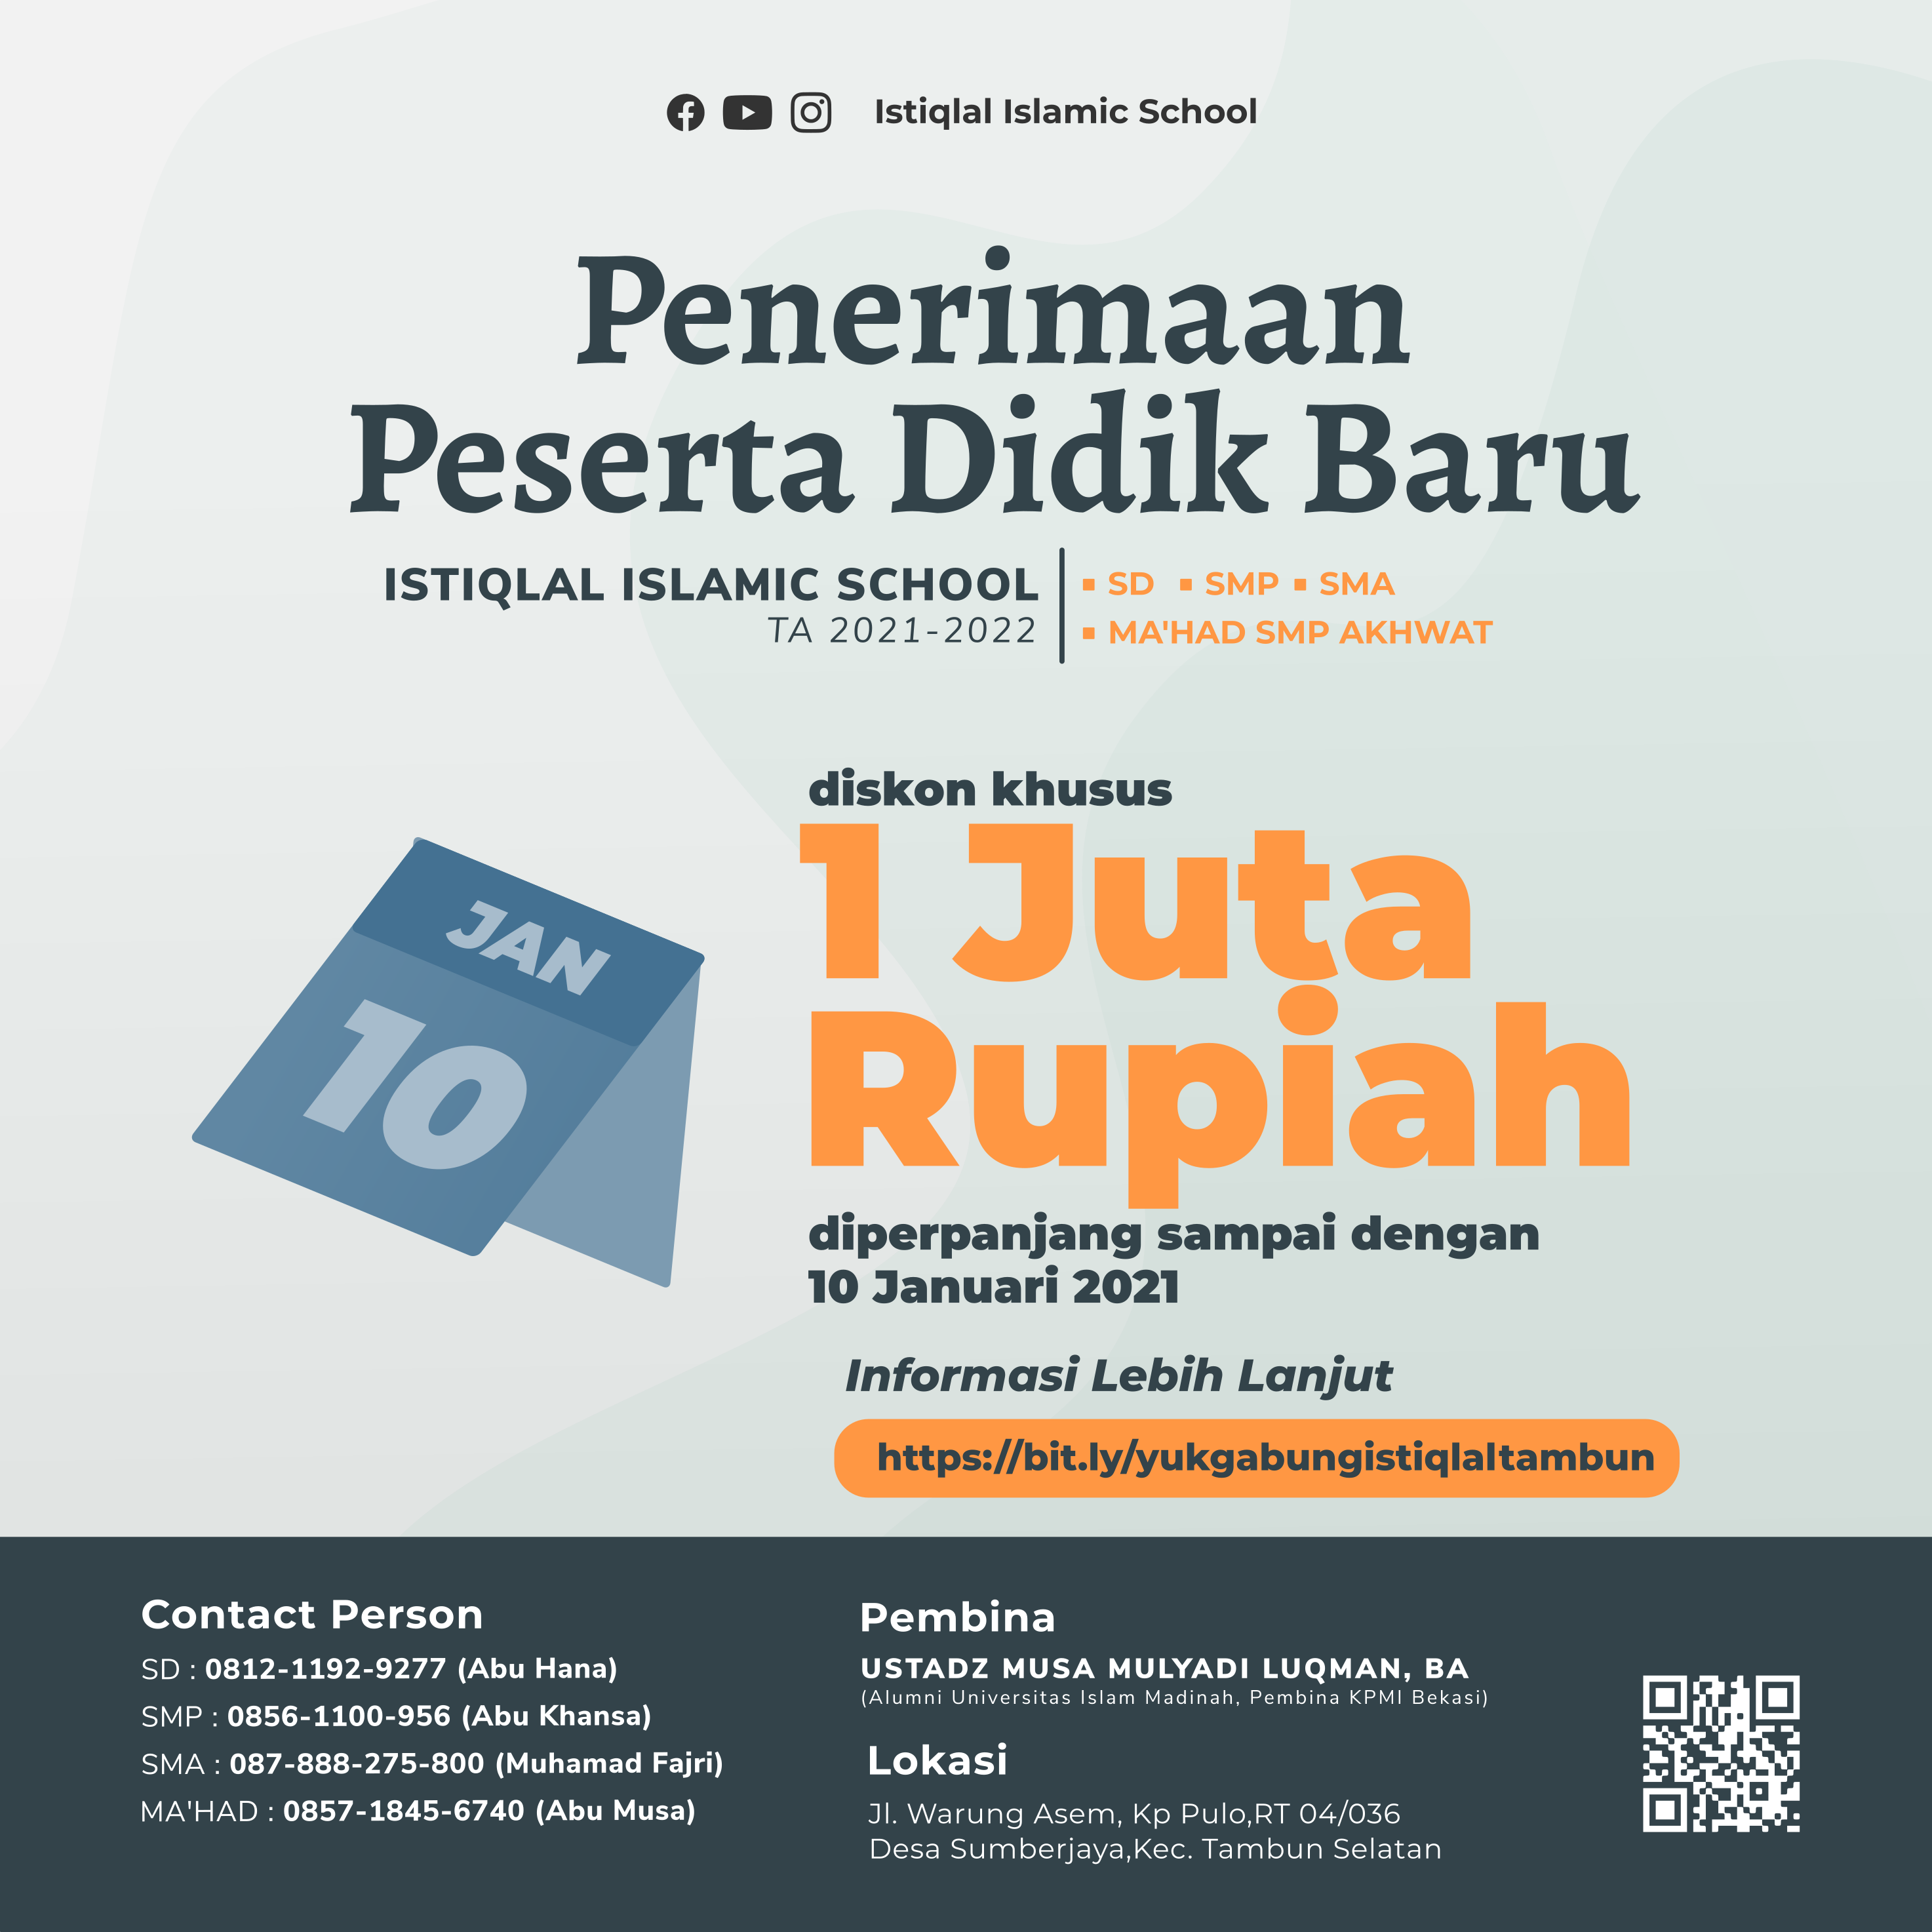 Istiqlal Islamic School
Penerimaan
Peserta Didik Baru
ISTIQLAL ISLAMIC SCHOOL
TA 2021-2022
▪ SD ▪ SMP ▪ SMA
▪ MA'HAD SMP AKHWAT
JAN
10
diskon khusus
1 Juta
Rupiah
diperpanjang sampai dengan
10 Januari 2021
Informasi Lebih Lanjut
https://bit.ly/yukgabungistiqlaltambun
Contact Person
SD : 0812-1192-9277 (Abu Hana)
SMP : 0856-1100-956 (Abu Khansa)
SMA : 087-888-275-800 (Muhamad Fajri)
MA'HAD : 0857-1845-6740 (Abu Musa)
Pembina
USTADZ MUSA MULYADI LUQMAN, BA
(Alumni Universitas Islam Madinah, Pembina KPMI Bekasi)
Lokasi
Jl. Warung Asem, Kp Pulo,RT 04/036
Desa Sumberjaya,Kec. Tambun Selatan